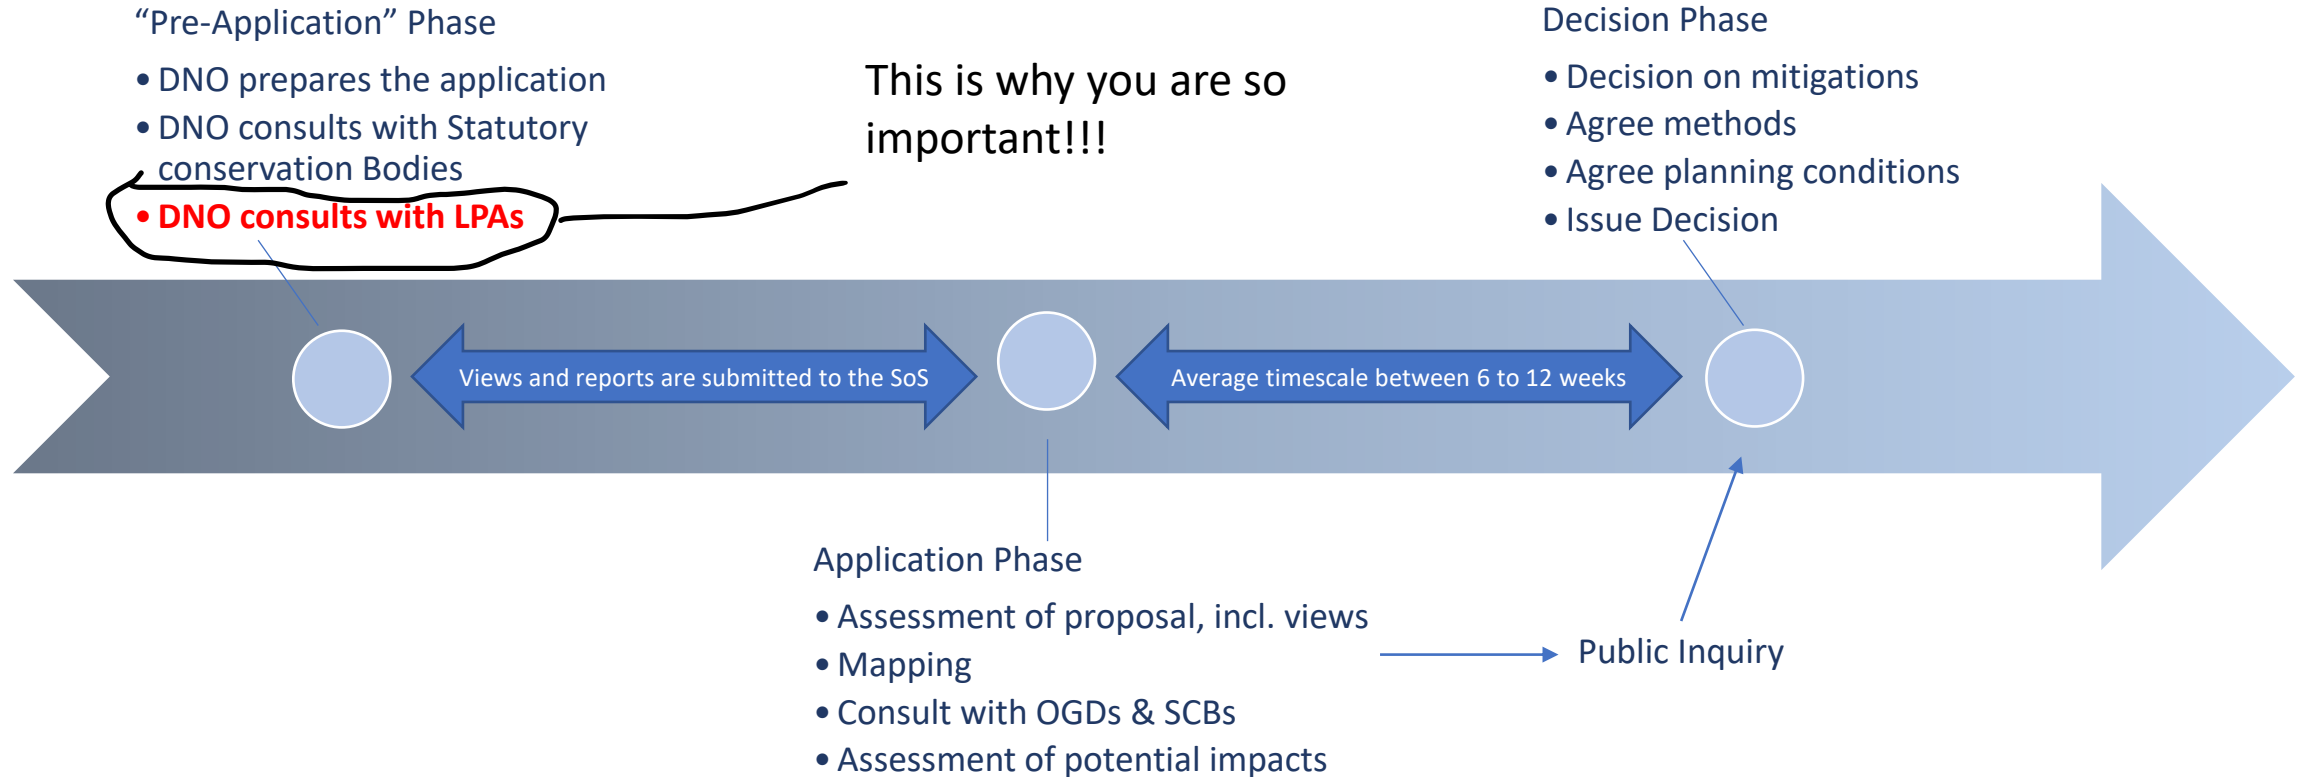 “Pre-Application” Phase
• DNO prepares the application
• DNO consults with Statutory
conservation Bodies
• DNO consults with LPAs
This is why you are so
important!!!
Decision Phase
• Decision on mitigations
• Agree methods
• Agree planning conditions
• Issue Decision
Views and reports are submitted to the SoS
Average timescale between 6 to 12 weeks
Application Phase
• Assessment of proposal, incl. views
• Mapping
• Consult with OGDs & SCBs
• Assessment of potential impacts
Public Inquiry